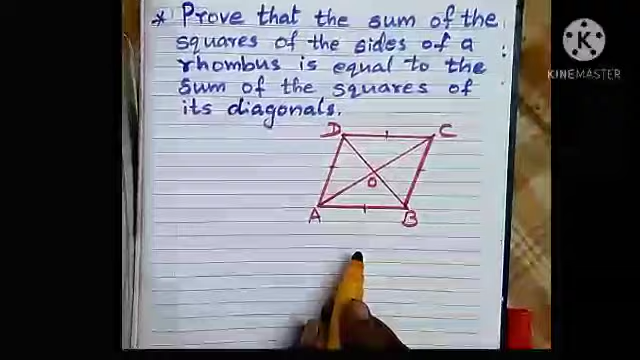 * Prove that the sum of the
squares of the sides of a
rhombus is equal to the
sum of the squares of
its diagonals.
D C
O
A B
K
KINEMASTER